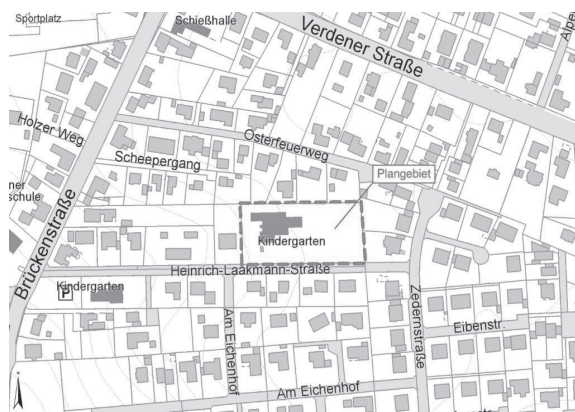 Sportplatz
Schießhalle
Verdener Straße
Holzer Weg
Osterfeuerweg
Scheepergang
Plangebiet
Brückenstraße
Kindergarten
Heinrich-Laakmann-Straße
Kindergarten
P
Am Eichenhof
Zedernstraße
Eibenstr.
Am Eichenhof